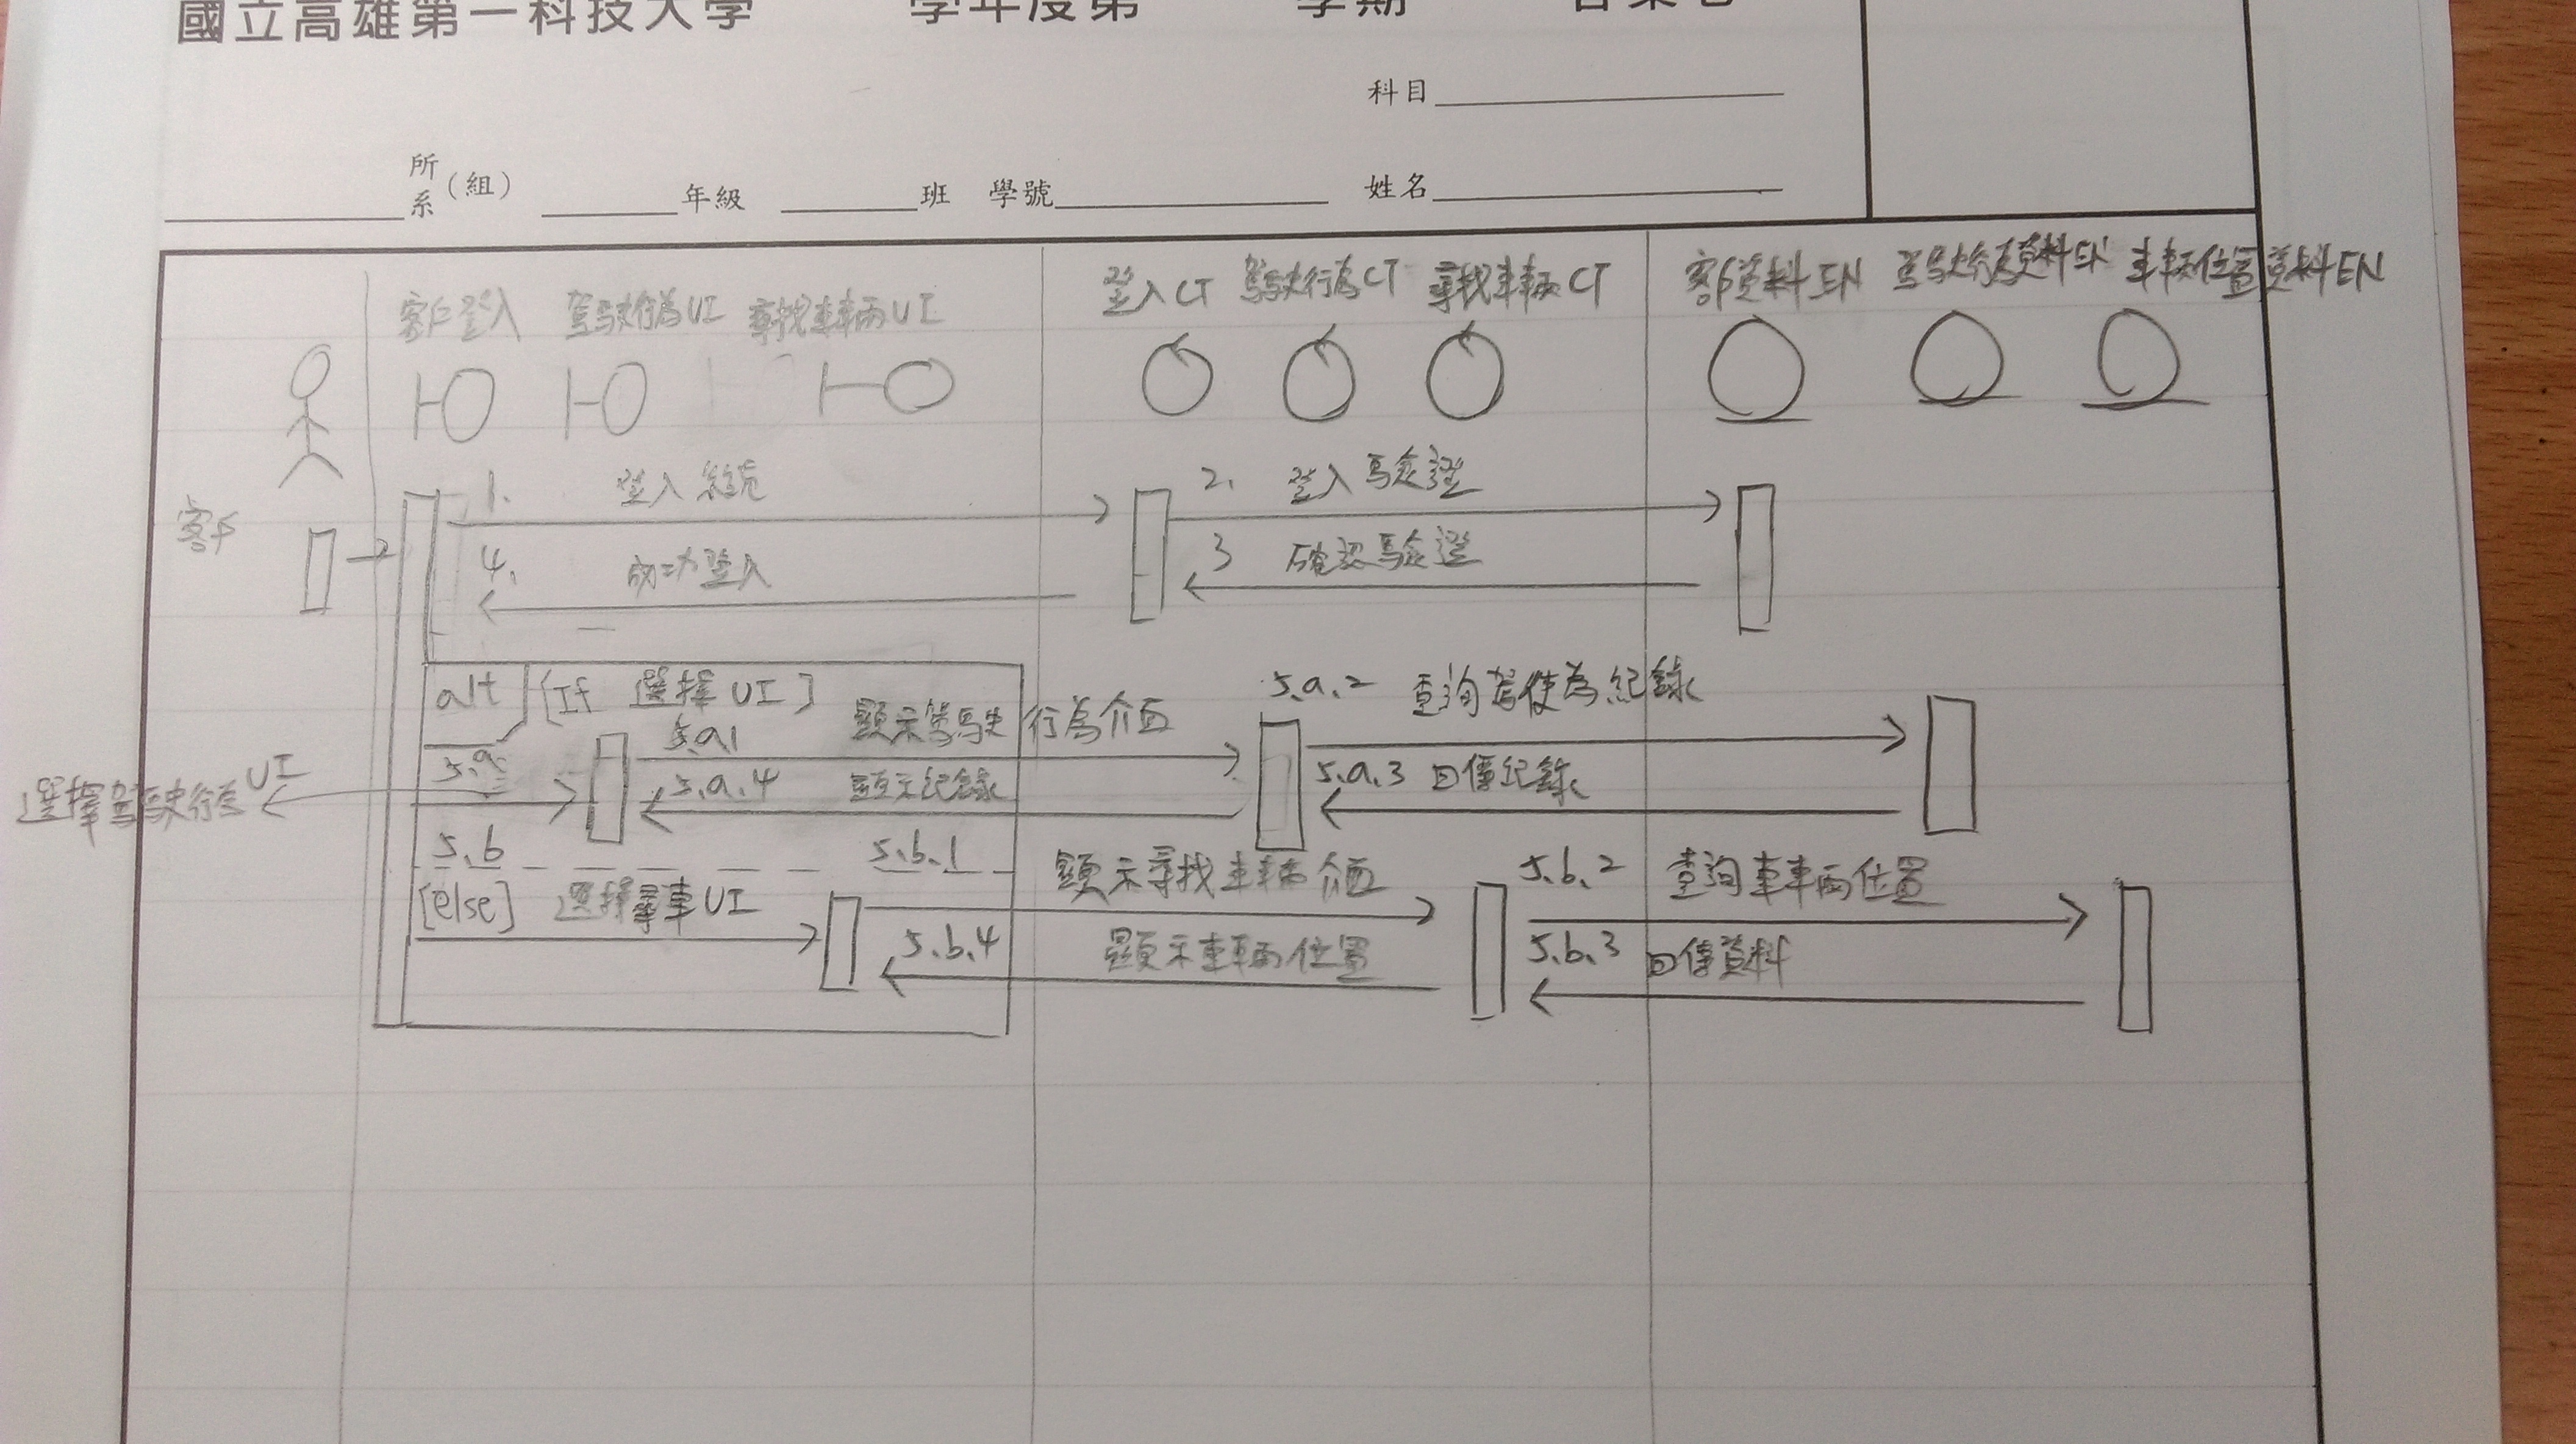 國立高雄第一科技大學 學年度第 學期
科目
所
系(組) 年級 班 學號 姓名
客戶登入 駕駛行為UI 尋找車輛UI 登入CT 駕駛行為CT 尋找車輛CT 客戶資料EN 駕駛行為資料EN 車輛位置資料EN
客戶
1. 登入系統 2. 登入驗證
4. 成功登入 3 確認驗證
alt [If 選擇UI]
5.a.1 顯示駕駛行為介面 5.a.2 查詢駕使為紀錄
選擇駕駛行為UI 5.a 5.a.4 顯示紀錄 5.a.3 回傳紀錄
5.b 5.b.1 顯示尋找車輛介面 5.b.2 查詢車輛位置
[else] 選擇尋車UI 5.b.4 顯示車輛位置 5.b.3 回傳資料